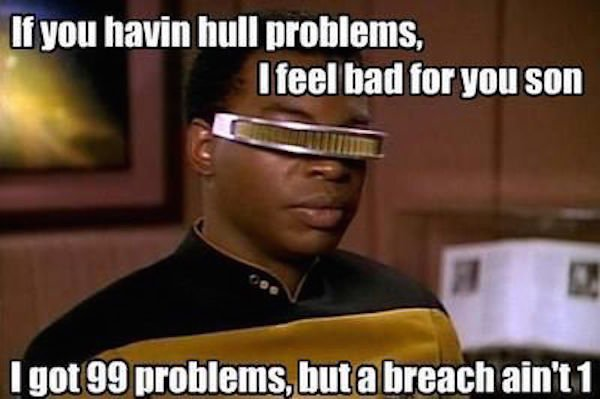 If you havin hull problems,
I feel bad for you son
I got 99 problems, but a breach ain't 1